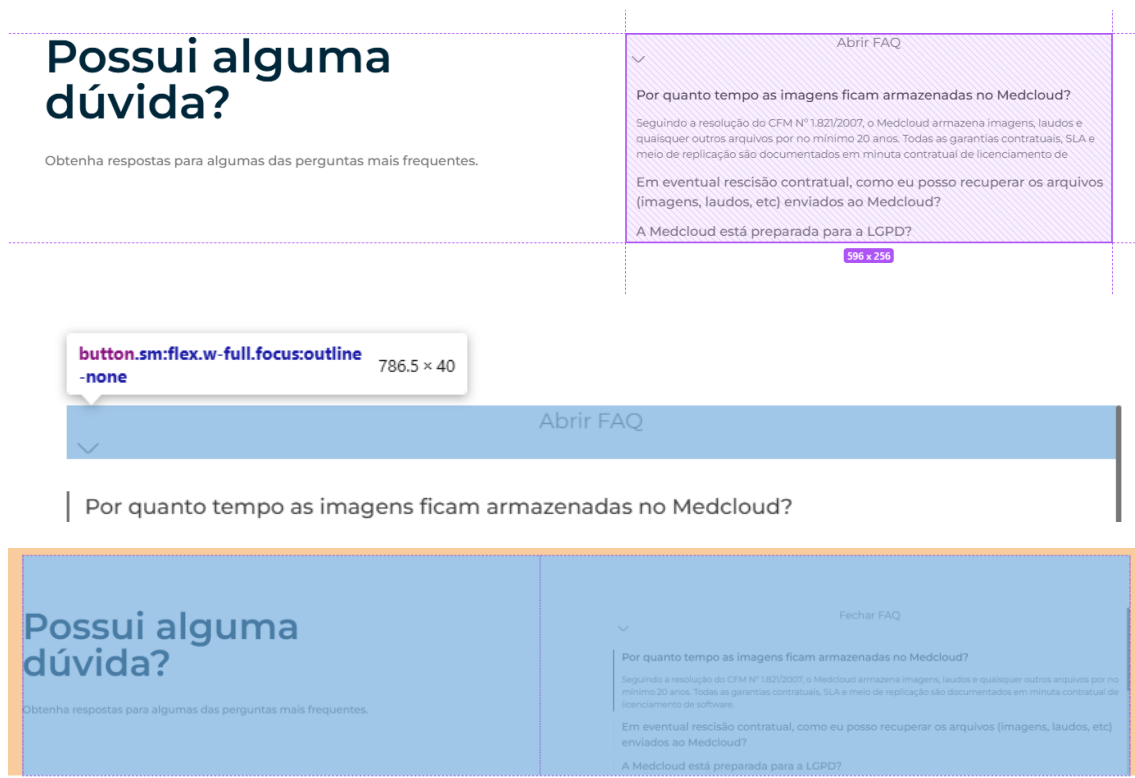 Possui alguma
dúvida?
Obtenha respostas para algumas das perguntas mais frequentes.
Abrir FAQ
Por quanto tempo as imagens ficam armazenadas no Medcloud?
Seguindo a resolução do CFM Nº 1.821/2007, o Medcloud armazena imagens, laudos e
quaisquer outros arquivos por no mínimo 20 anos. Todas as garantias contratuais, SLA e
meio de replicação são documentados em minuta contratual de licenciamento de
Em eventual rescisão contratual, como eu posso recuperar os arquivos
(imagens, laudos, etc) enviados ao Medcloud?
A Medcloud está preparada para a LGPD?
596 x 256
button.sm:flex.w-full.focus:outline
-none
786.5 × 40
Abrir FAQ
Por quanto tempo as imagens ficam armazenadas no Medcloud?
Possui alguma
dúvida?
Obtenha respostas para algumas das perguntas mais frequentes.
Fechar FAQ
Por quanto tempo as imagens ficam armazenadas no Medcloud?
Seguindo a resolução do CFM Nº 1.821/2007, o Medcloud armazena imagens, laudos e quaisquer outros arquivos por no
mínimo 20 anos. Todas as garantias contratuais, SLA e meio de replicação são documentados em minuta contratual de
licenciamento de software.
Em eventual rescisão contratual, como eu posso recuperar os arquivos (imagens, laudos, etc)
enviados ao Medcloud?
A Medcloud está preparada para a LGPD?